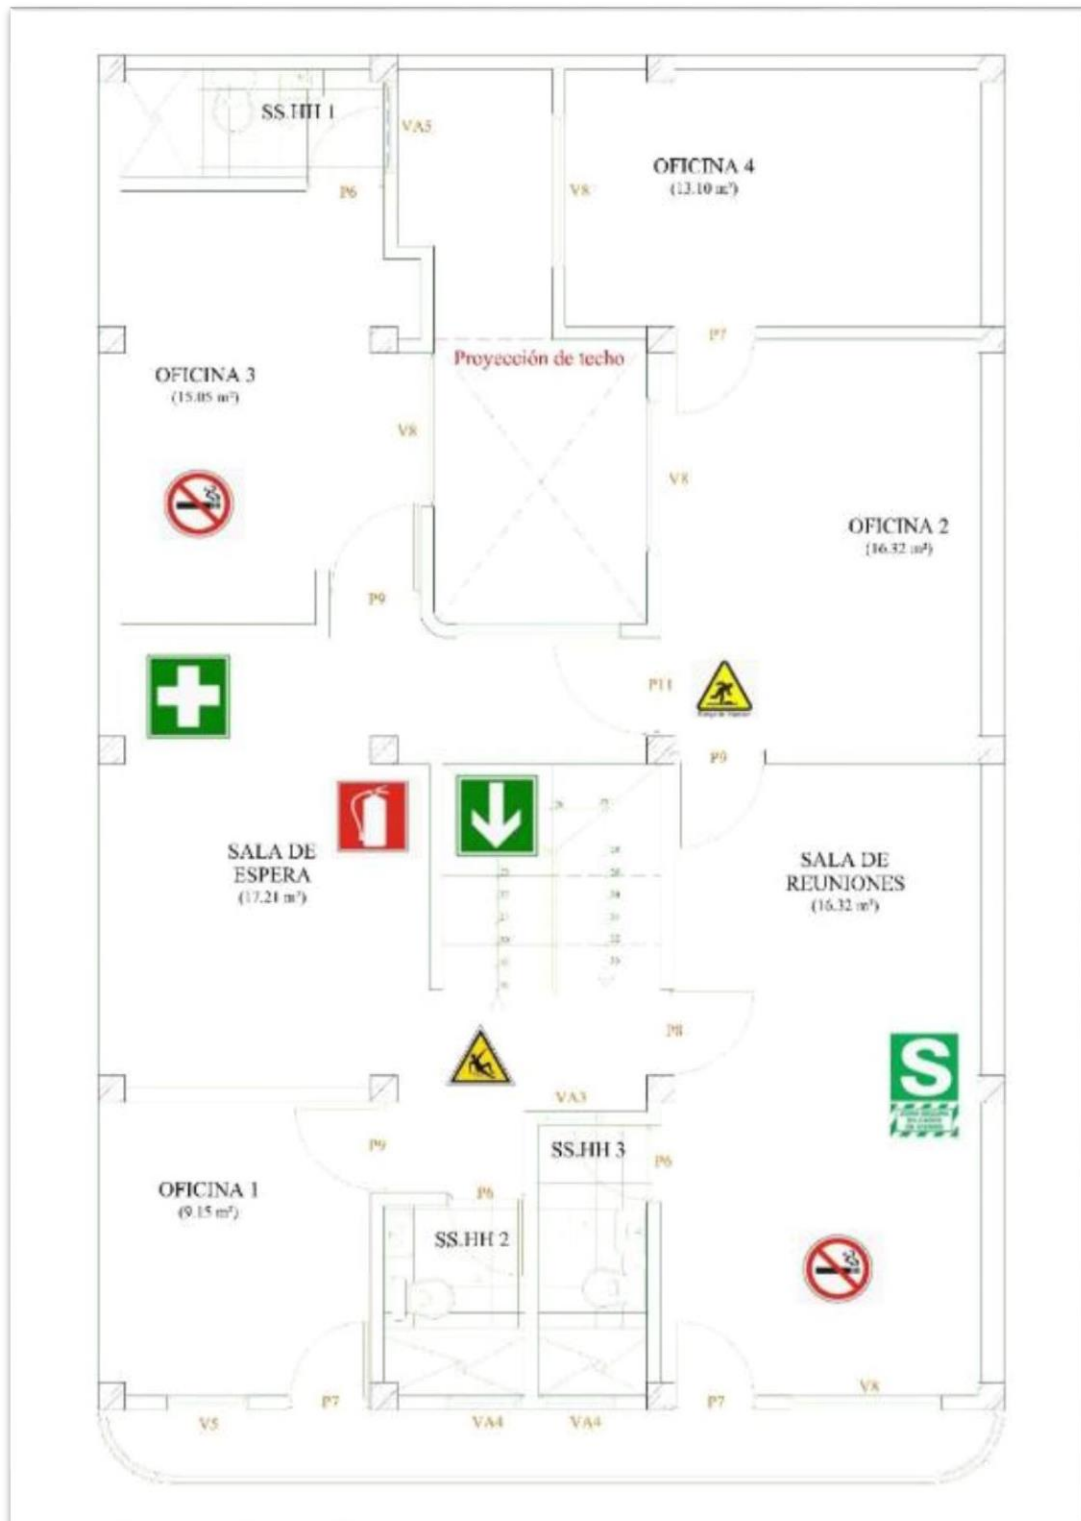 SS.HH 1
VA5
OFICINA 4
(13.10 m²)
V8
P6
P7
Proyección de techo
OFICINA 3
(15.05 m²)
V8
V8
OFICINA 2
(16.32 m²)
P9
P11
P9
SALA DE
ESPERA
(17.21 m²)
SALA DE
REUNIONES
(16.32 m²)
P8
S
VA3
SS.HH 3
P9
P6
OFICINA 1
(9.15 m²)
P6
SS.HH 2
V8
P7
P7
V5
VA4
VA4